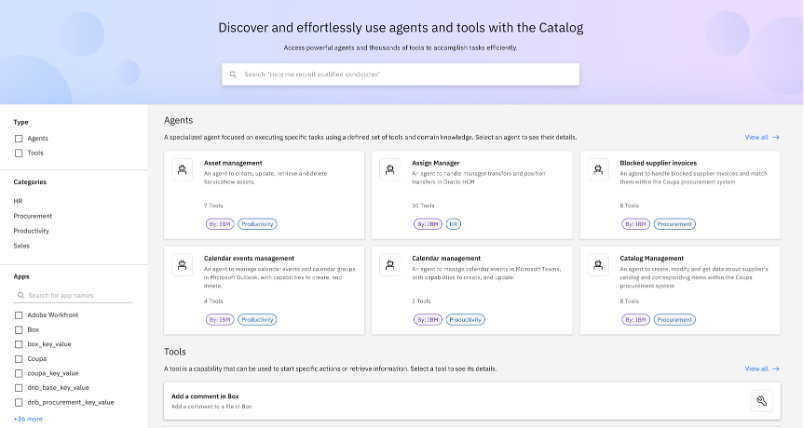 Discover and effortlessly use agents and tools with the Catalog
Access powerful agents and thousands of tools to accomplish tasks efficiently.
Search "Help me recruit qualified candidates"
Type
Agents
Tools
Categories
HR
Procurement
Productivity
Sales
Apps
Search for app names
Adobe Workfront
Box
box_key_value
Coupa
coupa_key_value
dnb_base_key_value
dnb_procurement_key_value
+36 more
Agents
A specialized agent focused on executing specific tasks using a defined set of tools and domain knowledge. Select an agent to see their details.
View all →
Asset management
An agent to create, update, retrieve and delete
ServiceNow assets.
7 Tools
By: IBM
Productivity
Assign Manager
An agent to handle manager transfers and position
transfers in Oracle HCM
10 Tools
By: IBM
HR
Blocked supplier invoices
An agent to handle blocked supplier invoices and match
them within the Coupa procurement system
8 Tools
By: IBM
Procurement
Calendar events management
An agent to manage calendar events and calendar groups
in Microsoft Outlook, with capabilities to create, and
delete.
4 Tools
By: IBM
Productivity
Calendar management
An agent to manage calendar events in Microsoft Teams,
with capabilities to create, and update.
Tools
By: IBM
Productivity
Catalog Management
An agent to create, modify and get data about supplier's
catalog and corresponding items within the Coupa
procurement system
8 Tools
By: IBM
Procurement
Tools
A tool is a capability that can be used to start specific actions or retrieve information. Select a tool to see its details.
View all →
Add a comment in Box
Add a comment to a file in Box